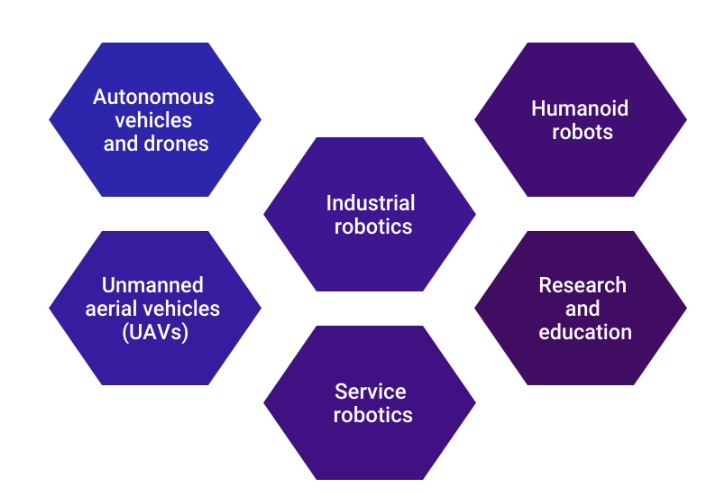 Autonomous
vehicles
and drones
Unmanned
aerial vehicles
(UAVs)
Industrial
robotics
Service
robotics
Humanoid
robots
Research
and
education